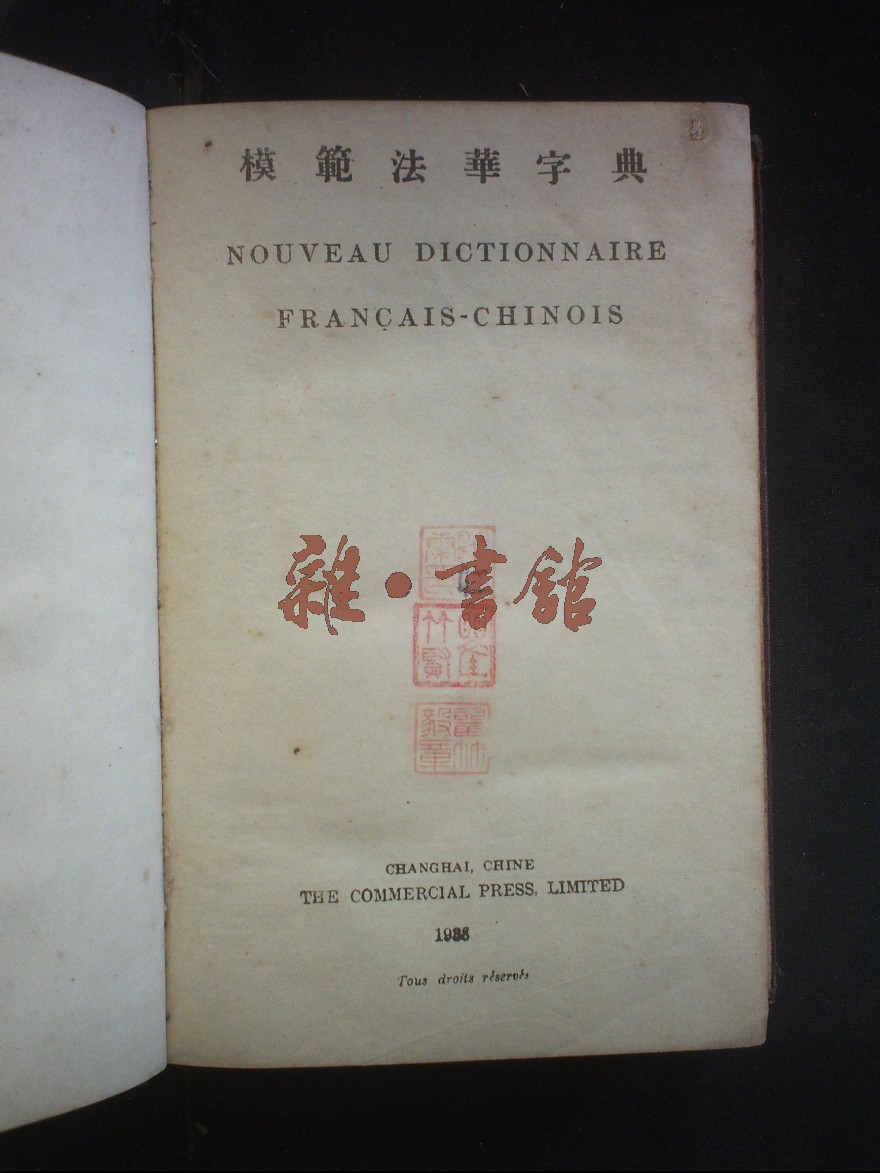 模範法華字典
NOUVEAU DICTIONNAIRE
FRANÇAIS-CHINOIS
雜·書館
CHANGHAI, CHINE
THE COMMERCIAL PRESS, LIMITED
Tous droits réservés